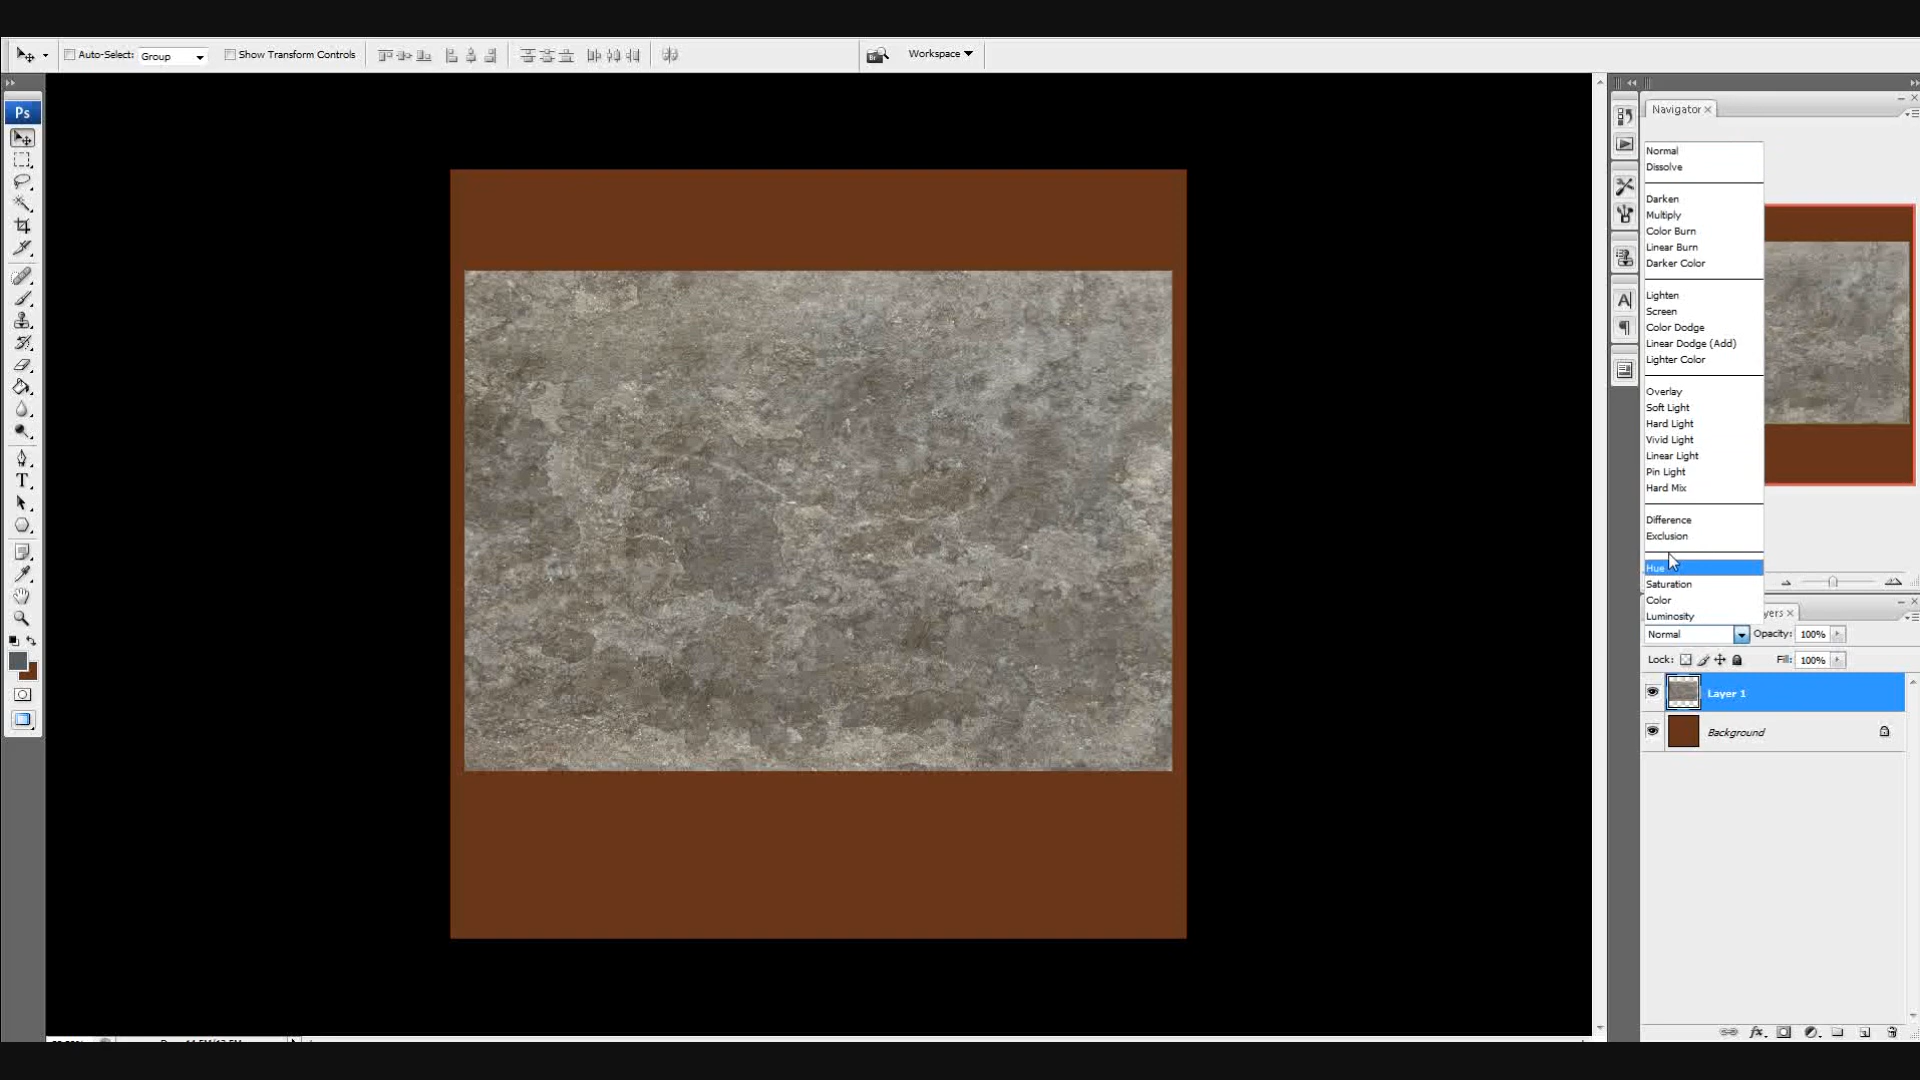 Auto-Select: Group Show Transform Controls Workspace
Ps
Navigator
Normal
Dissolve
Darken
Multiply
Color Burn
Linear Burn
Darker Color
Lighten
Screen
Color Dodge
Linear Dodge (Add)
Lighter Color
Overlay
Soft Light
Hard Light
Vivid Light
Linear Light
Pin Light
Hard Mix
Difference
Exclusion
Hue
Saturation
Color
Luminosity
yers
Normal Opacity: 100%
Lock: Fill: 100%
Layer 1
Background